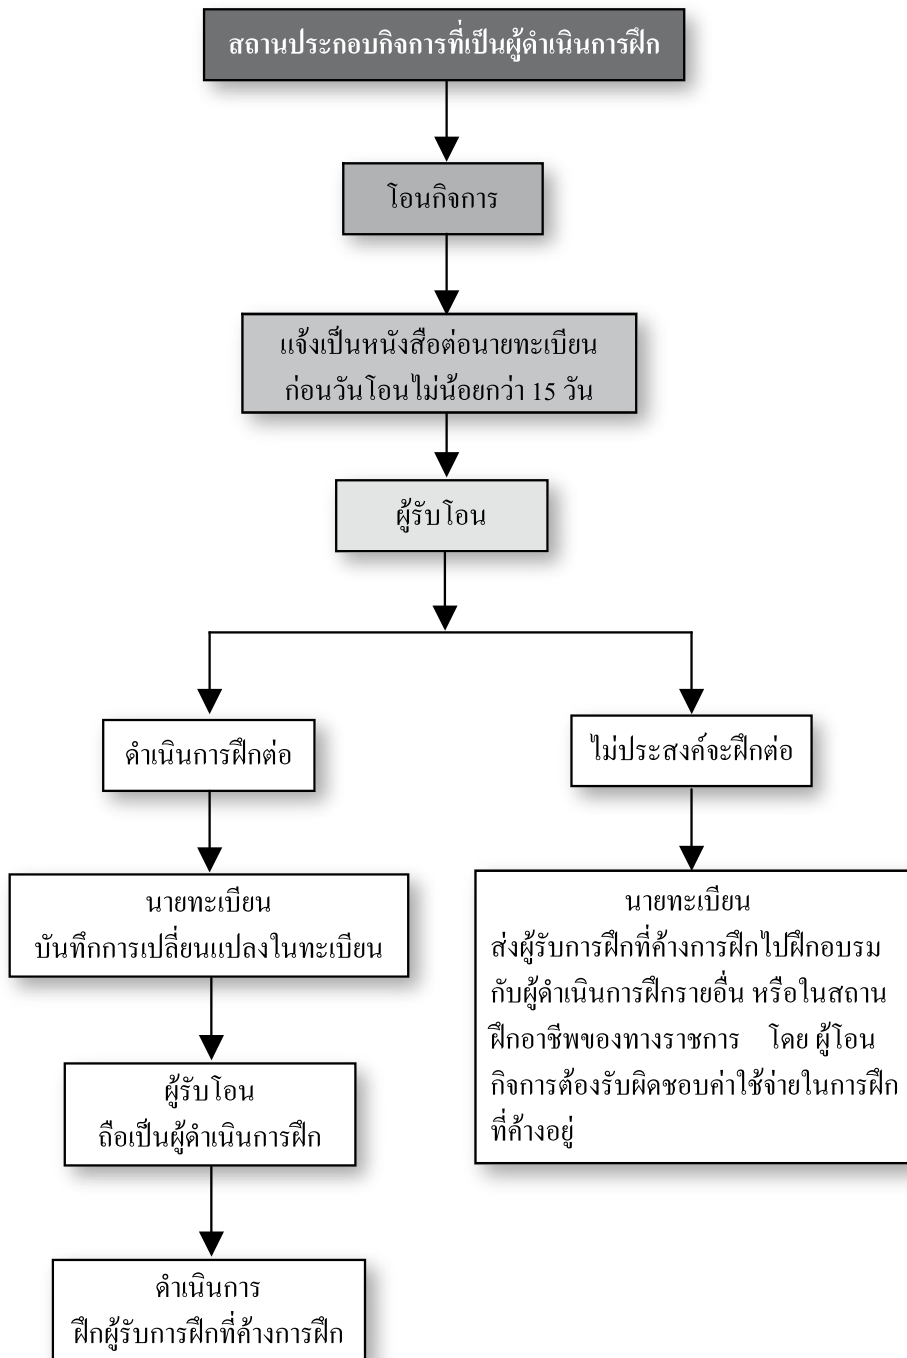 สถานประกอบกิจการที่เป็นผู้ดำเนินการฝึก
โอนกิจการ
แจ้งเป็นหนังสือต่อนายทะเบียน
ก่อนวันโอนไม่น้อยกว่า 15 วัน
ผู้รับโอน
ดำเนินการฝึกต่อ
ไม่ประสงค์จะฝึกต่อ
นายทะเบียน
บันทึกการเปลี่ยนแปลงในทะเบียน
นายทะเบียน
ส่งผู้รับการฝึกที่ค้างการฝึกไปฝึกอบรม
กับผู้ดำเนินการฝึกรายอื่น หรือในสถาน
ฝึกอาชีพของทางราชการ โดย ผู้โอน
กิจการต้องรับผิดชอบค่าใช้จ่ายในการฝึก
ที่ค้างอยู่
ผู้รับโอน
ถือเป็นผู้ดำเนินการฝึก
ดำเนินการ
ฝึกผู้รับการฝึกที่ค้างการฝึก